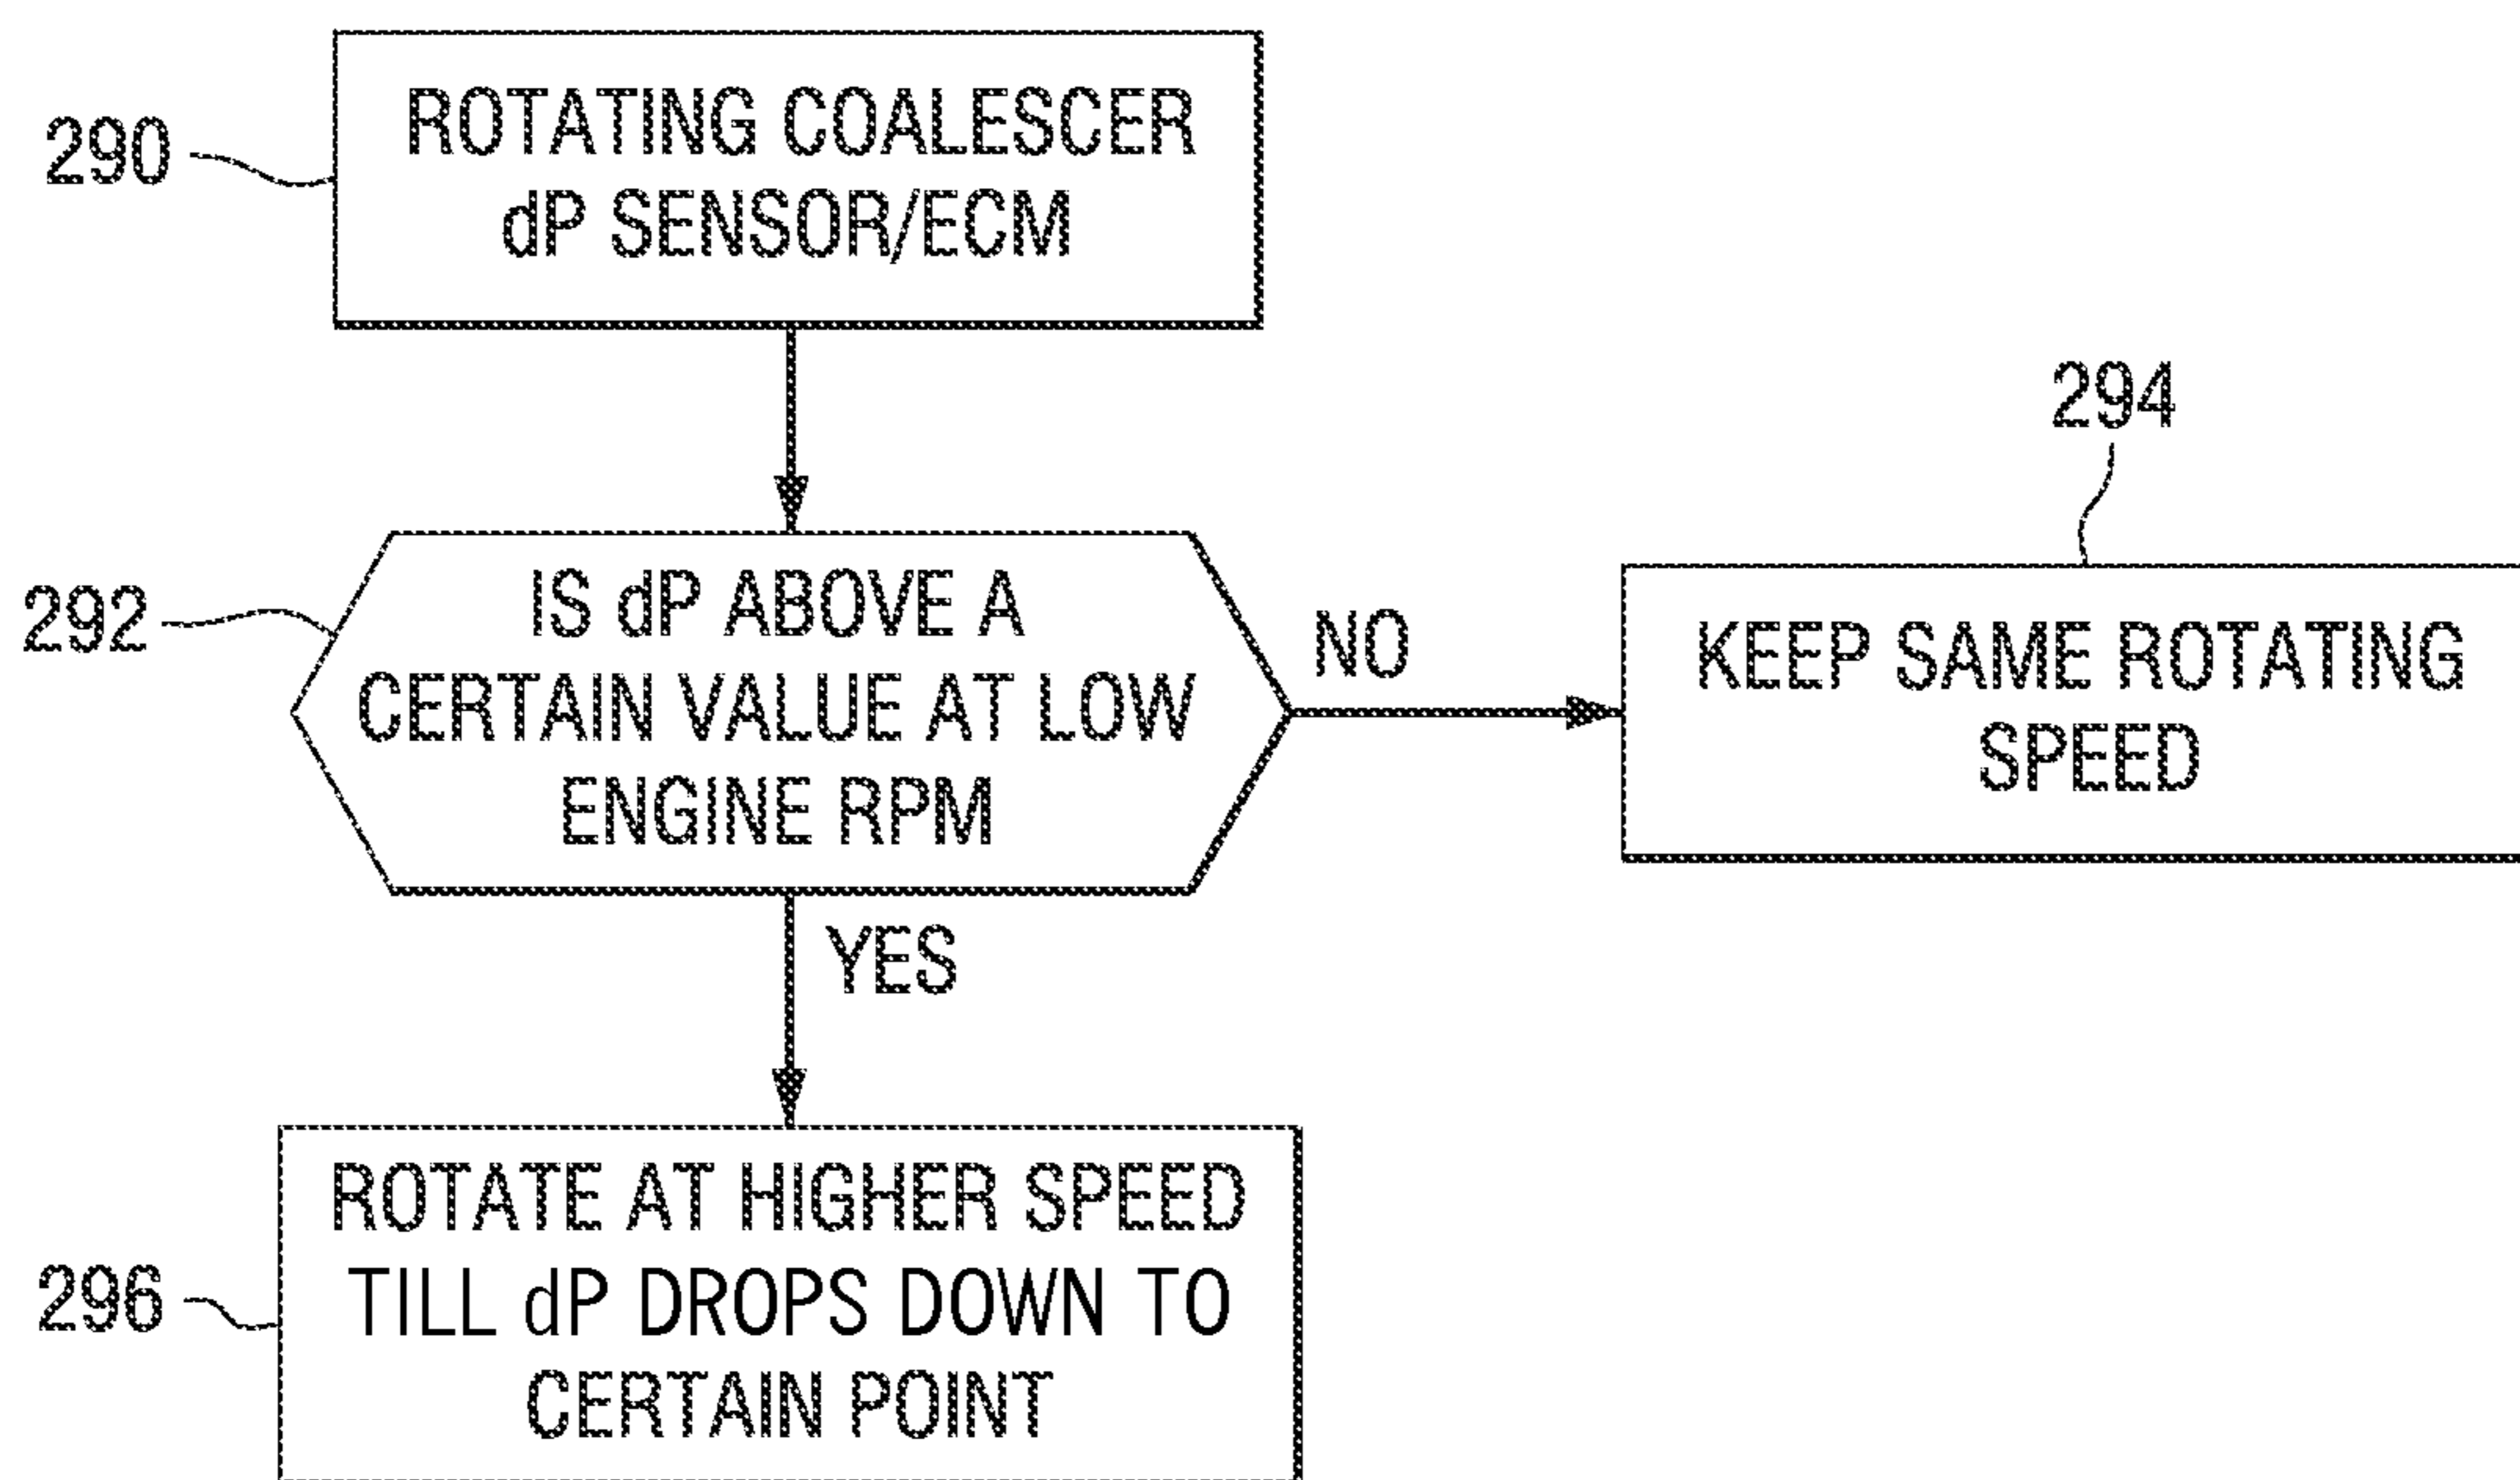 290
ROTATING COALESCER
dP SENSOR/ECM
292
IS dP ABOVE A
CERTAIN VALUE AT LOW
ENGINE RPM
NO
294
KEEP SAME ROTATING
SPEED
YES
296
ROTATE AT HIGHER SPEED
TILL dP DROPS DOWN TO
CERTAIN POINT